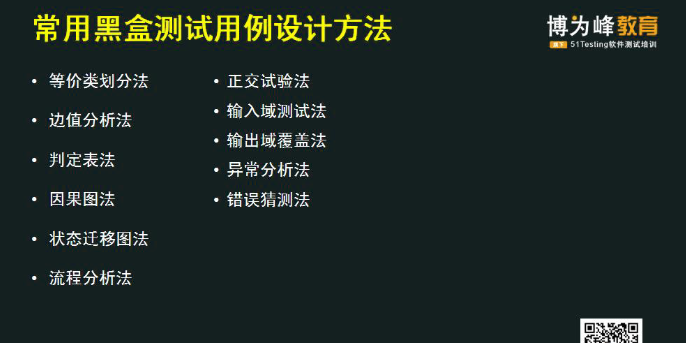 常用黑盒测试用例设计方法
博为峰教育
旗下 51Testing软件测试培训
• 等价类划分法
• 边值分析法
• 判定表法
• 因果图法
• 状态迁移图法
• 流程分析法
• 正交试验法
• 输入域测试法
• 输出域覆盖法
• 异常分析法
• 错误猜测法